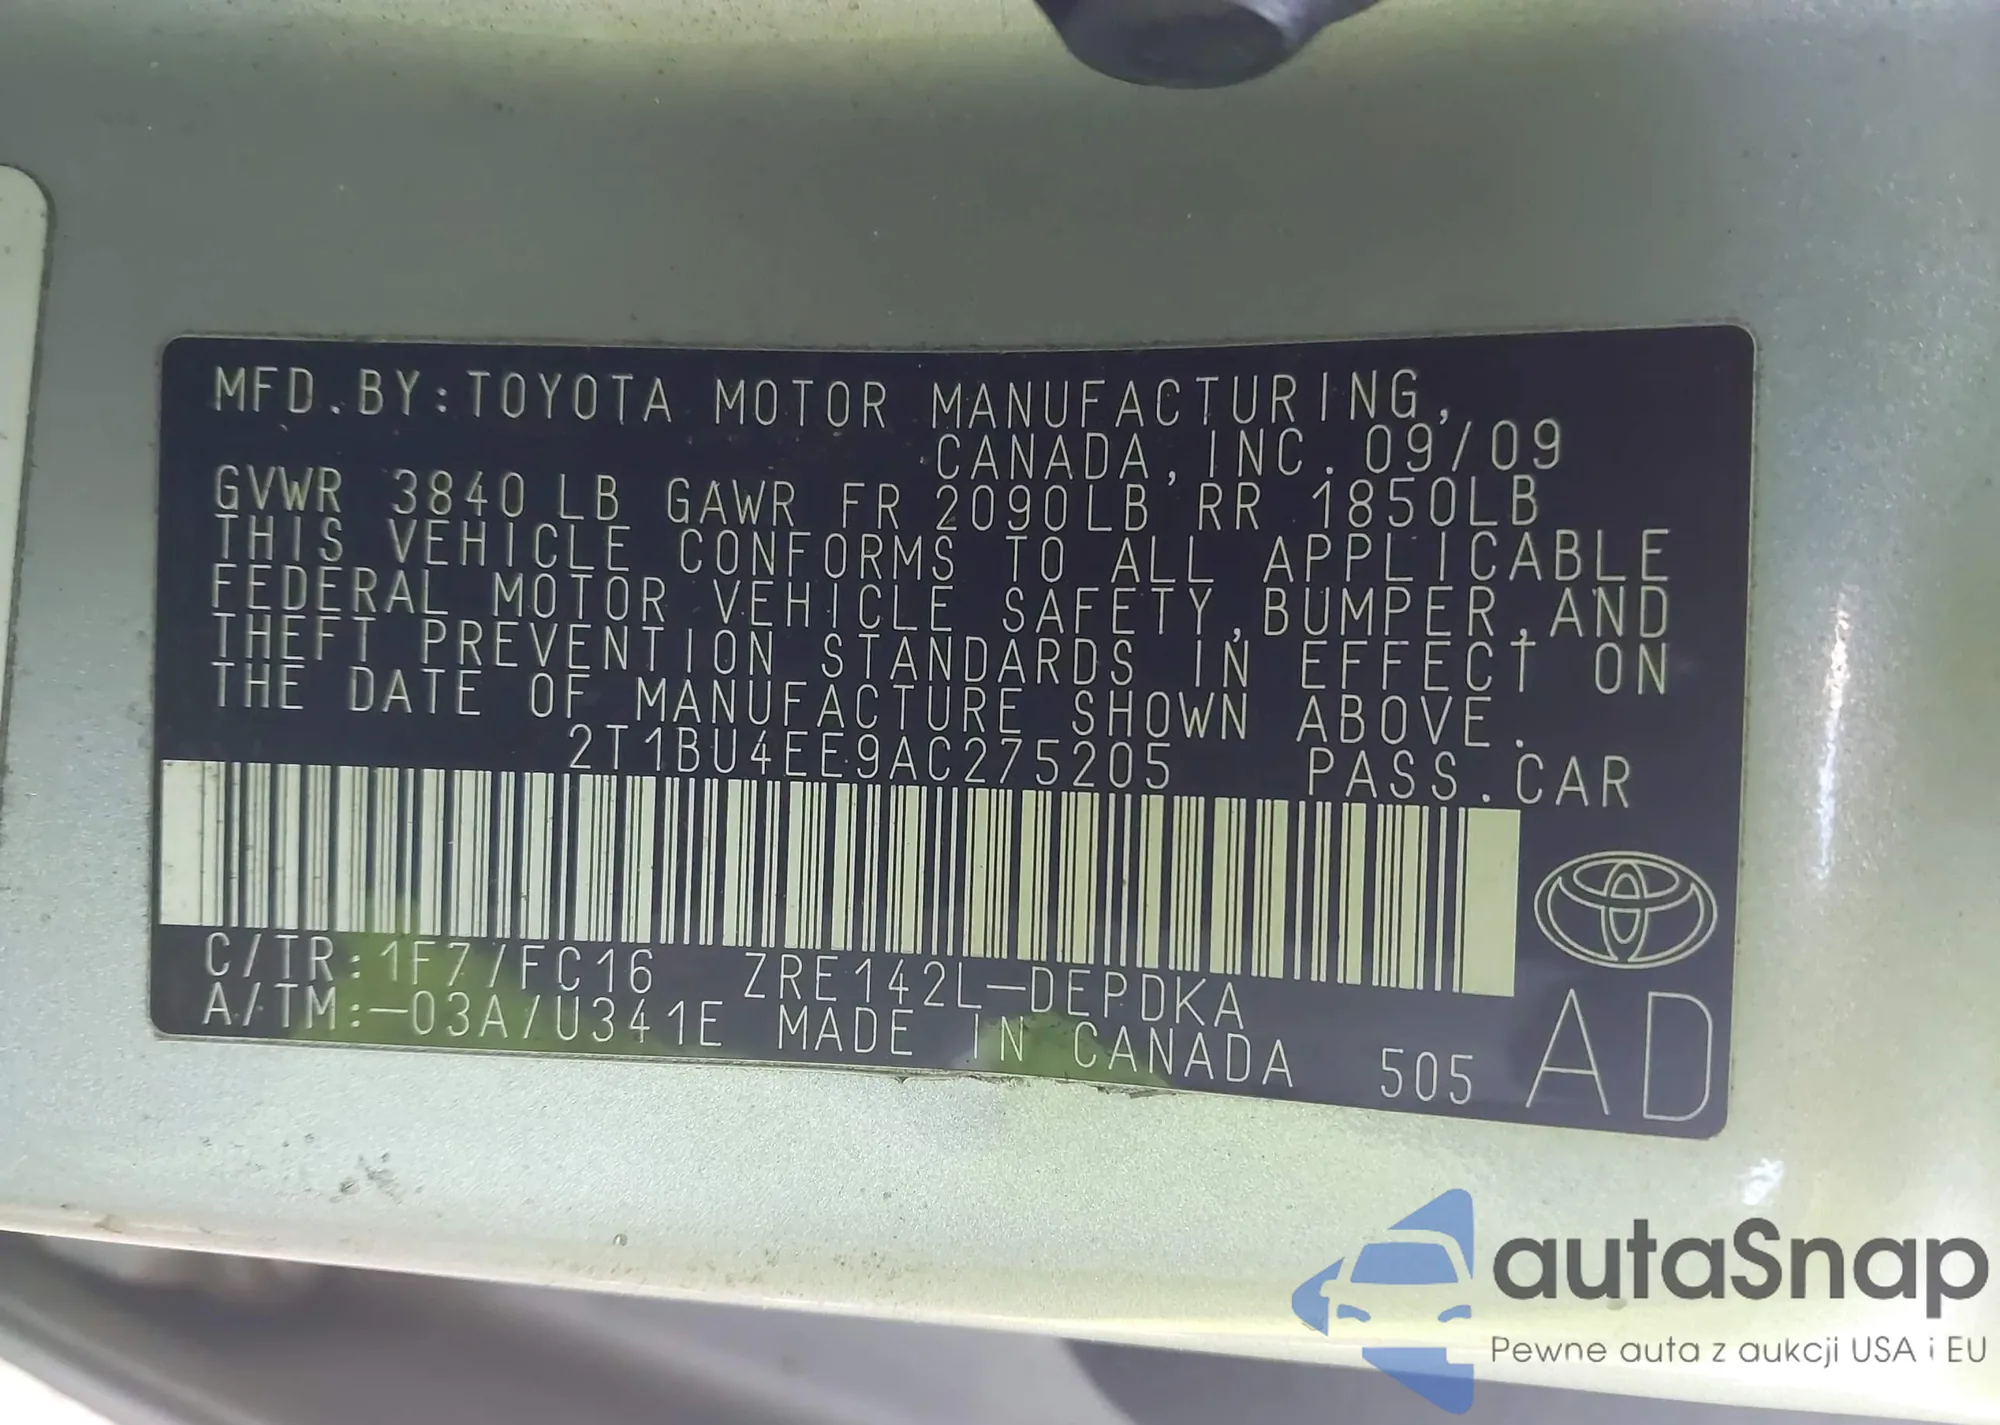 MFD.BY:TOYOTA MOTOR MANUFACTURING,
CANADA,INC. 09/09
GVWR 3840 LB GAWR FR 2090LB RR 1850LB
THIS VEHICLE CONFORMS TO ALL APPLICABLE
FEDERAL MOTOR VEHICLE SAFETY,BUMPER,AND
THEFT PREVENTION STANDARDS IN EFFECT ON
THE DATE OF MANUFACTURE SHOWN ABOVE.
2T1BU4EE9AC275205 PASS.CAR
C/TR:1F7/FC16 ZRE142L-DEPDKA
A/TM:-03A/U341E MADE IN CANADA 505 AD
autaSnap
Pewne auta z aukcji USA i EU